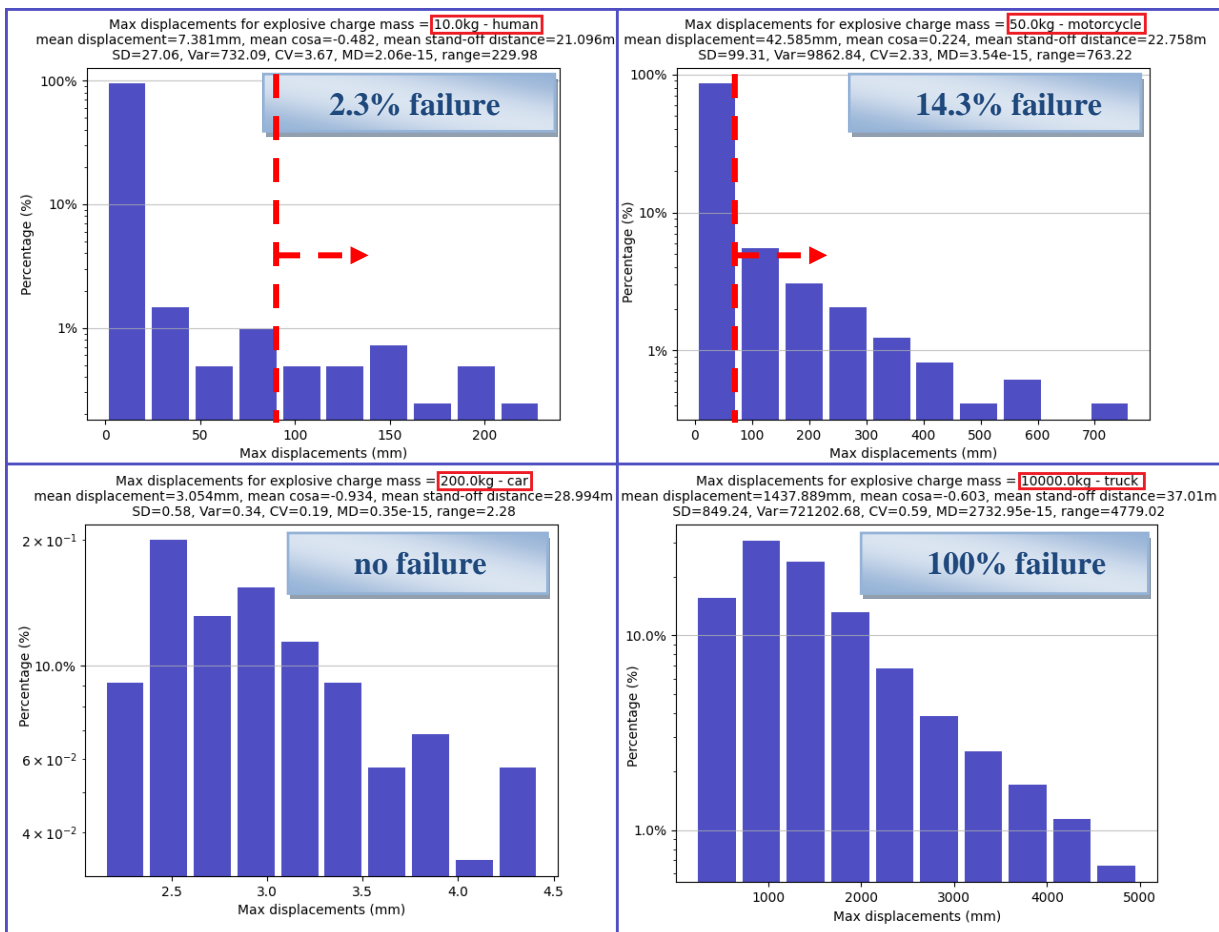 Max displacements for explosive charge mass = 10.0kg - human
mean displacement=7.381mm, mean cosa=-0.482, mean stand-off distance=21.096m
SD=27.06, Var=732.09, CV=3.67, MD=2.06e-15, range=229.98
2.3% failure
100%
10%
1%
Percentage (%)
0 50 100 150 200
Max displacements (mm)
Max displacements for explosive charge mass = 50.0kg - motorcycle
mean displacement=42.585mm, mean cosa=0.224, mean stand-off distance=22.758m
SD=99.31, Var=9862.84, CV=2.33, MD=3.54e-15, range=763.22
14.3% failure
100%
10%
1%
Percentage (%)
0 100 200 300 400 500 600 700
Max displacements (mm)
Max displacements for explosive charge mass = 200.0kg - car
mean displacement=3.054mm, mean cosa=-0.934, mean stand-off distance=28.994m
SD=0.58, Var=0.34, CV=0.19, MD=0.35e-15, range=2.28
no failure
2 × 10⁻¹
10.0%
6 × 10⁻²
4 × 10⁻²
Percentage (%)
2.5 3.0 3.5 4.0 4.5
Max displacements (mm)
Max displacements for explosive charge mass = 10000.0kg - truck
mean displacement=1437.889mm, mean cosa=-0.603, mean stand-off distance=37.01m
SD=849.24, Var=721202.68, CV=0.59, MD=2732.95e-15, range=4779.02
100% failure
10.0%
1.0%
Percentage (%)
1000 2000 3000 4000 5000
Max displacements (mm)